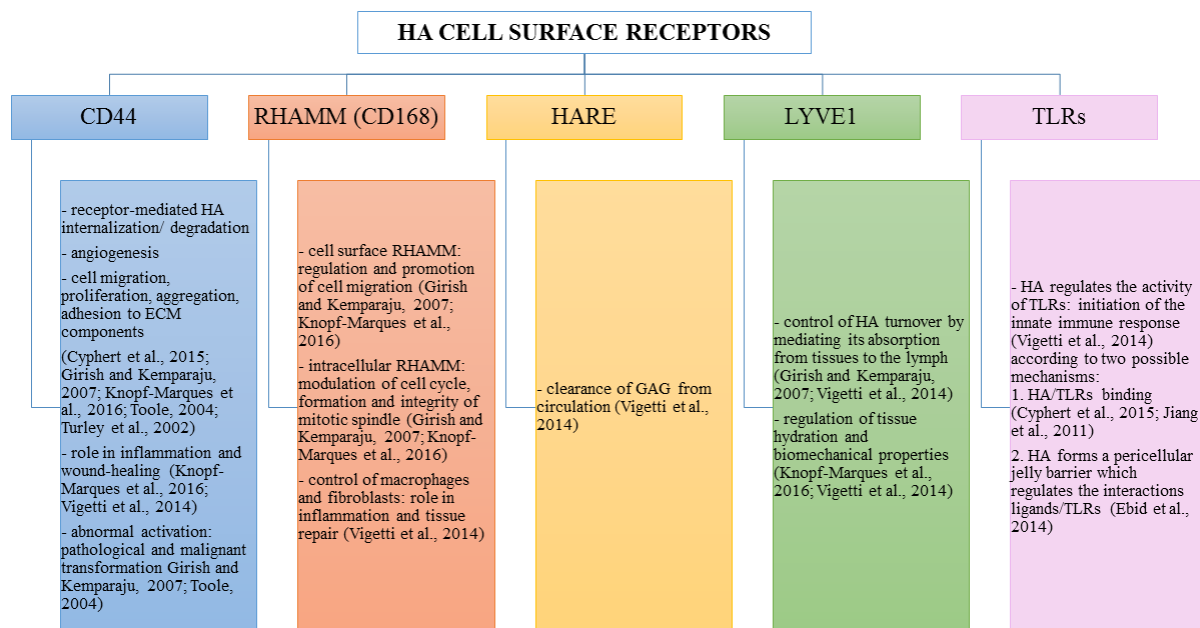 HA CELL SURFACE RECEPTORS
CD44
- receptor-mediated HA
internalization/ degradation
- angiogenesis
- cell migration,
proliferation, aggregation,
adhesion to ECM
components
(Cyphert et al., 2015;
Girish and Kemparaju,
2007; Knopf-Marques et
al., 2016; Toole, 2004;
Turley et al., 2002)
- role in inflammation and
wound-healing (Knopf-
Marques et al., 2016;
Vigetti et al., 2014)
- abnormal activation:
pathological and malignant
transformation Girish and
Kemparaju, 2007; Toole,
2004)
RHAMM (CD168)
- cell surface RHAMM:
regulation and promotion
of cell migration (Girish
and Kemparaju, 2007;
Knopf-Marques et al.,
2016)
- intracellular RHAMM:
modulation of cell cycle,
formation and integrity of
mitotic spindle (Girish and
Kemparaju, 2007; Knopf-
Marques et al., 2016)
- control of macrophages
and fibroblasts: role in
inflammation and tissue
repair (Vigetti et al., 2014)
HARE
- clearance of GAG from
circulation (Vigetti et al.,
2014)
LYVE1
- control of HA turnover by
mediating its absorption
from tissues to the lymph
(Girish and Kemparaju,
2007; Vigetti et al., 2014)
- regulation of tissue
hydration and
biomechanical properties
(Knopf-Marques et al.,
2016; Vigetti et al., 2014)
TLRs
- HA regulates the activity
of TLRs: initiation of the
innate immune response
(Vigetti et al., 2014)
according to two possible
mechanisms:
1. HA/TLRs binding
(Cyphert et al., 2015; Jiang
et al., 2011)
2. HA forms a pericellular
jelly barrier which
regulates the interactions
ligands/TLRs (Ebid et al.,
2014)